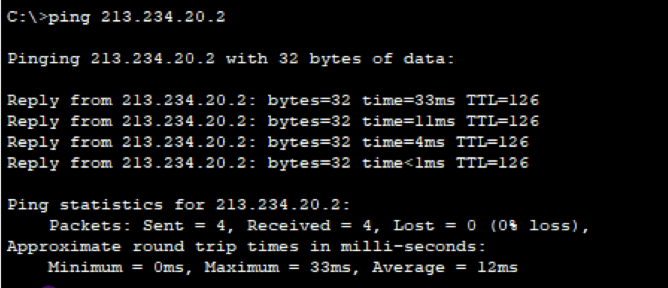 C:\>ping 213.234.20.2
Pinging 213.234.20.2 with 32 bytes of data:
Reply from 213.234.20.2: bytes=32 time=33ms TTL=126
Reply from 213.234.20.2: bytes=32 time=11ms TTL=126
Reply from 213.234.20.2: bytes=32 time=4ms TTL=126
Reply from 213.234.20.2: bytes=32 time<1ms TTL=126
Ping statistics for 213.234.20.2:
Packets: Sent = 4, Received = 4, Lost = 0 (0% loss),
Approximate round trip times in milli-seconds:
Minimum = 0ms, Maximum = 33ms, Average = 12ms